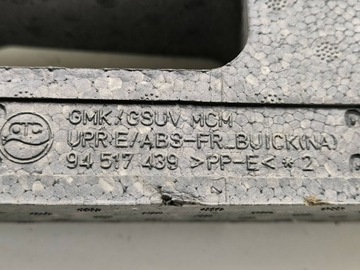 GMK/GSUV MCM
UPR E/ABS-FR_BUICK(NA)
94 517 439 >PP-E< * 2